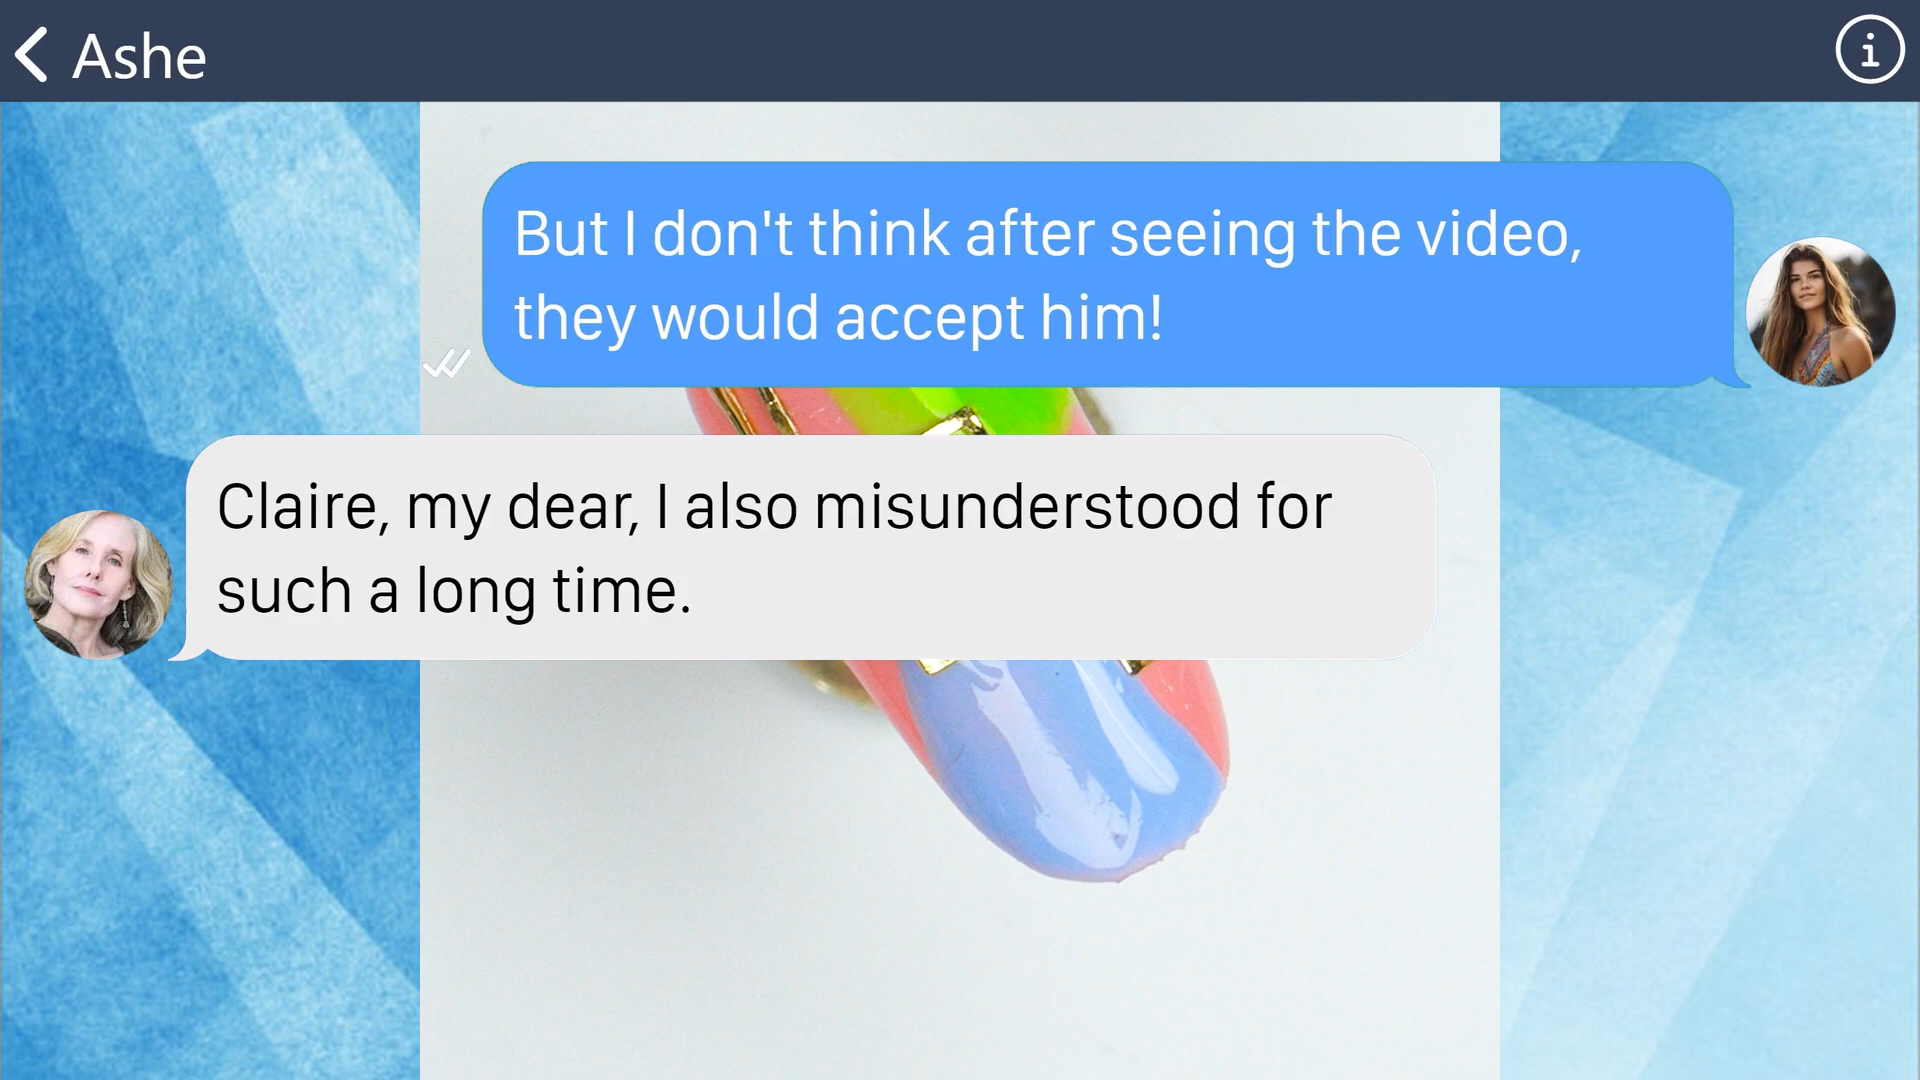 Ashe
But I don't think after seeing the video,
they would accept him!
Claire, my dear, I also misunderstood for
such a long time.